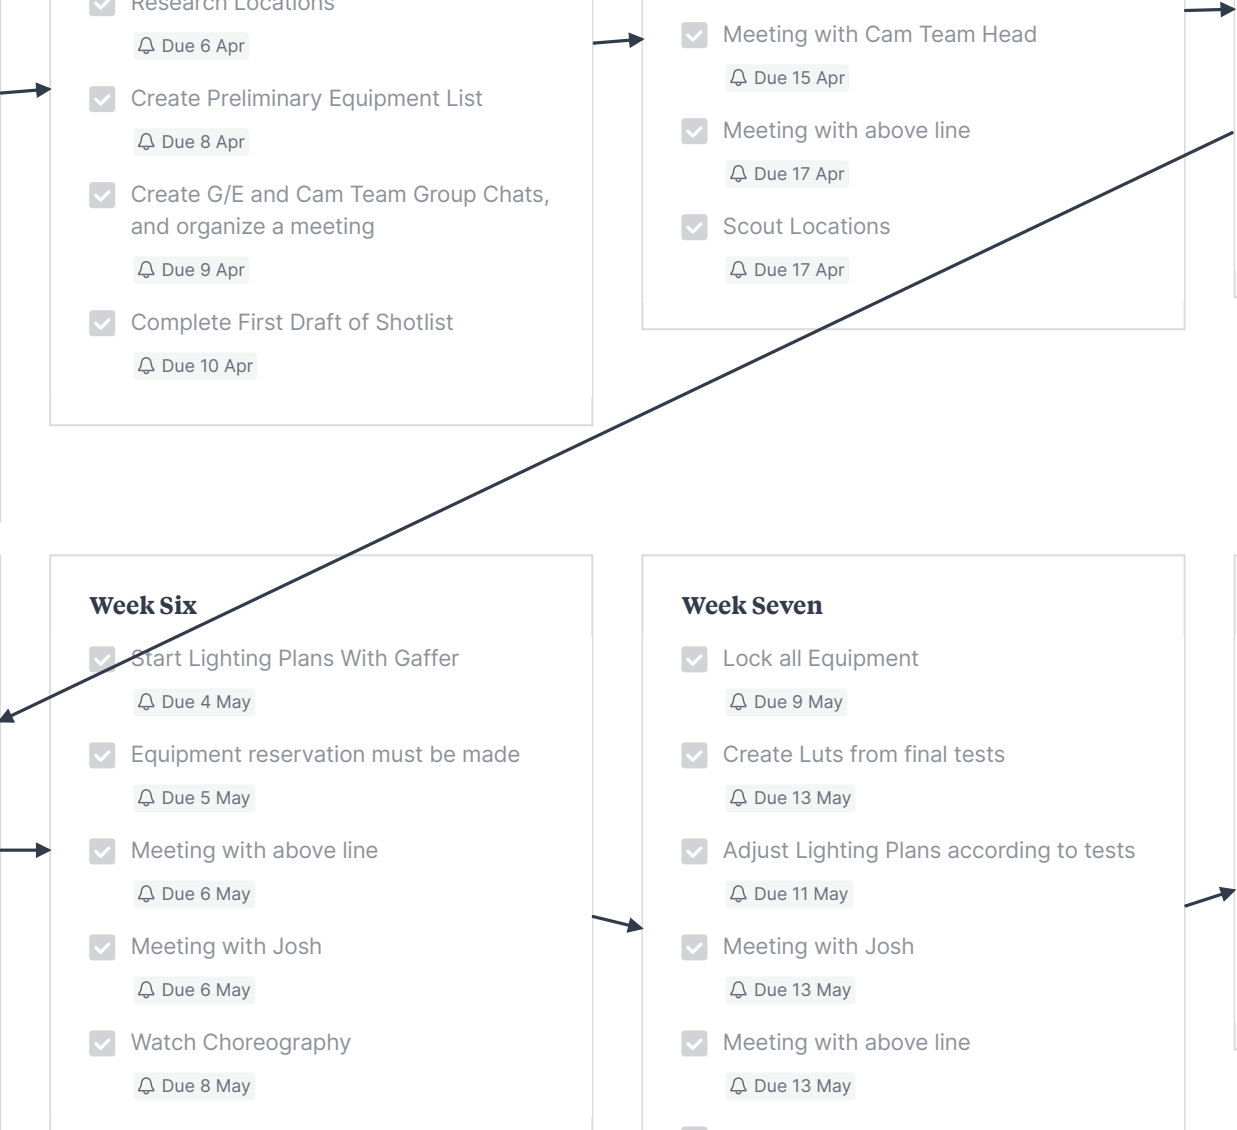 Research Locations
Due 6 Apr
Create Preliminary Equipment List
Due 8 Apr
Create G/E and Cam Team Group Chats,
and organize a meeting
Due 9 Apr
Complete First Draft of Shotlist
Due 10 Apr
Meeting with Cam Team Head
Due 15 Apr
Meeting with above line
Due 17 Apr
Scout Locations
Due 17 Apr
Week Six
Start Lighting Plans With Gaffer
Due 4 May
Equipment reservation must be made
Due 5 May
Meeting with above line
Due 6 May
Meeting with Josh
Due 6 May
Watch Choreography
Due 8 May
Week Seven
Lock all Equipment
Due 9 May
Create Luts from final tests
Due 13 May
Adjust Lighting Plans according to tests
Due 11 May
Meeting with Josh
Due 13 May
Meeting with above line
Due 13 May